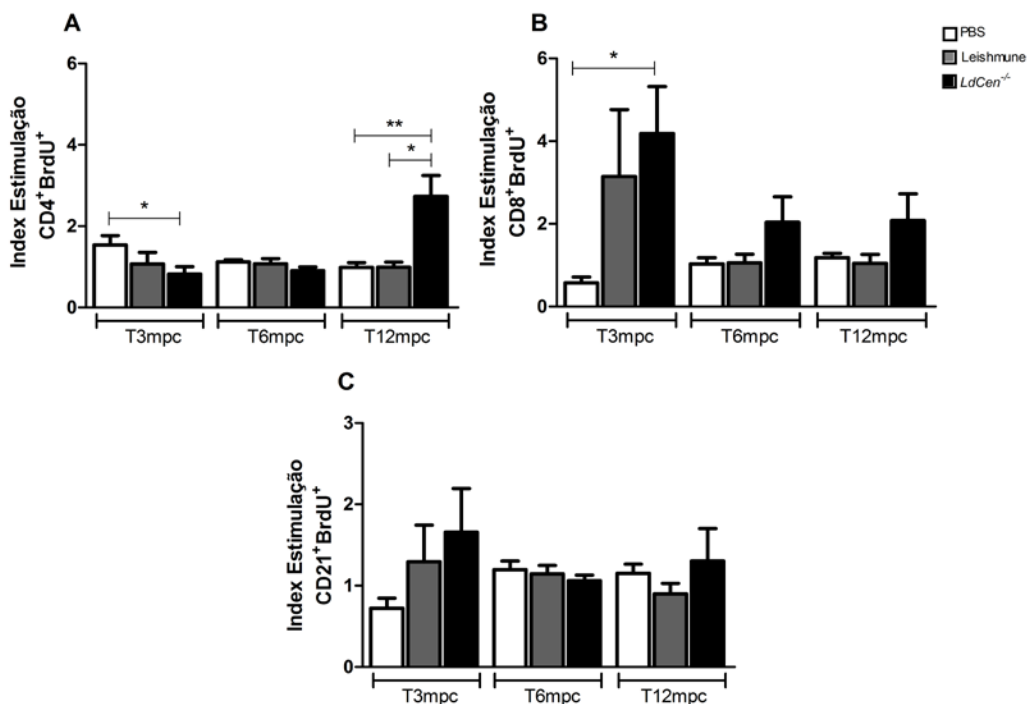 A
B
PBS
Leishmune
LdCen-/-
Index Estimulação
CD4+BrdU+
6
4
2
0
*
**
*
T3mpc
T6mpc
T12mpc
Index Estimulação
CD8+BrdU+
6
4
2
0
*
T3mpc
T6mpc
T12mpc
C
Index Estimulação
CD21+BrdU+
3
2
1
0
T3mpc
T6mpc
T12mpc